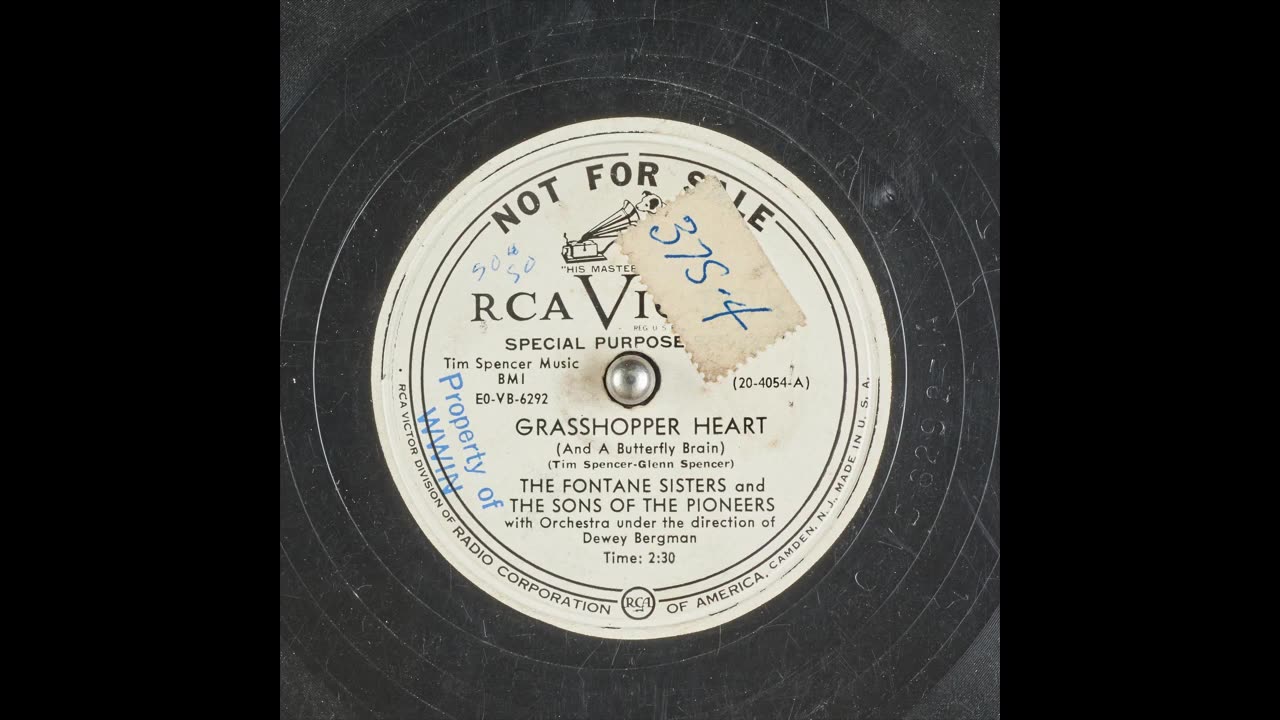 NOT FOR SALE
375-4
"HIS MASTER
RCA VI
REG U S
SPECIAL PURPOSE
Tim Spencer Music
BMI
(20-4054-A)
E0-VB-6292
GRASSHOPPER HEART
(And A Butterfly Brain)
(Tim Spencer-Glenn Spencer)
THE FONTANE SISTERS and
THE SONS OF THE PIONEERS
with Orchestra under the direction of
Dewey Bergman
Time: 2:30
Property of
WWIN
RCA VICTOR DIVISION OF RADIO CORPORATION RCA OF AMERICA, CAMDEN, N. J., MADE IN U. S. A.